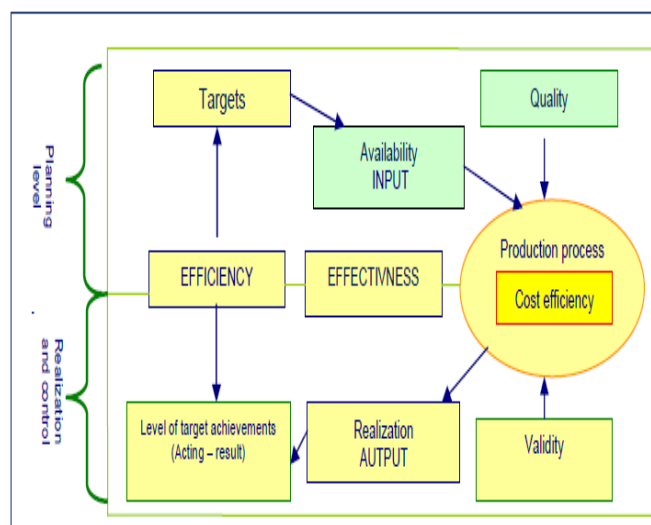 Planning
level
Targets
Quality
Availability
INPUT
Production process
Cost efficiency
EFFICIENCY
EFFECTIVNESS
Realization
and control
Level of target achievements
(Acting – result)
Realization
AUTPUT
Validity